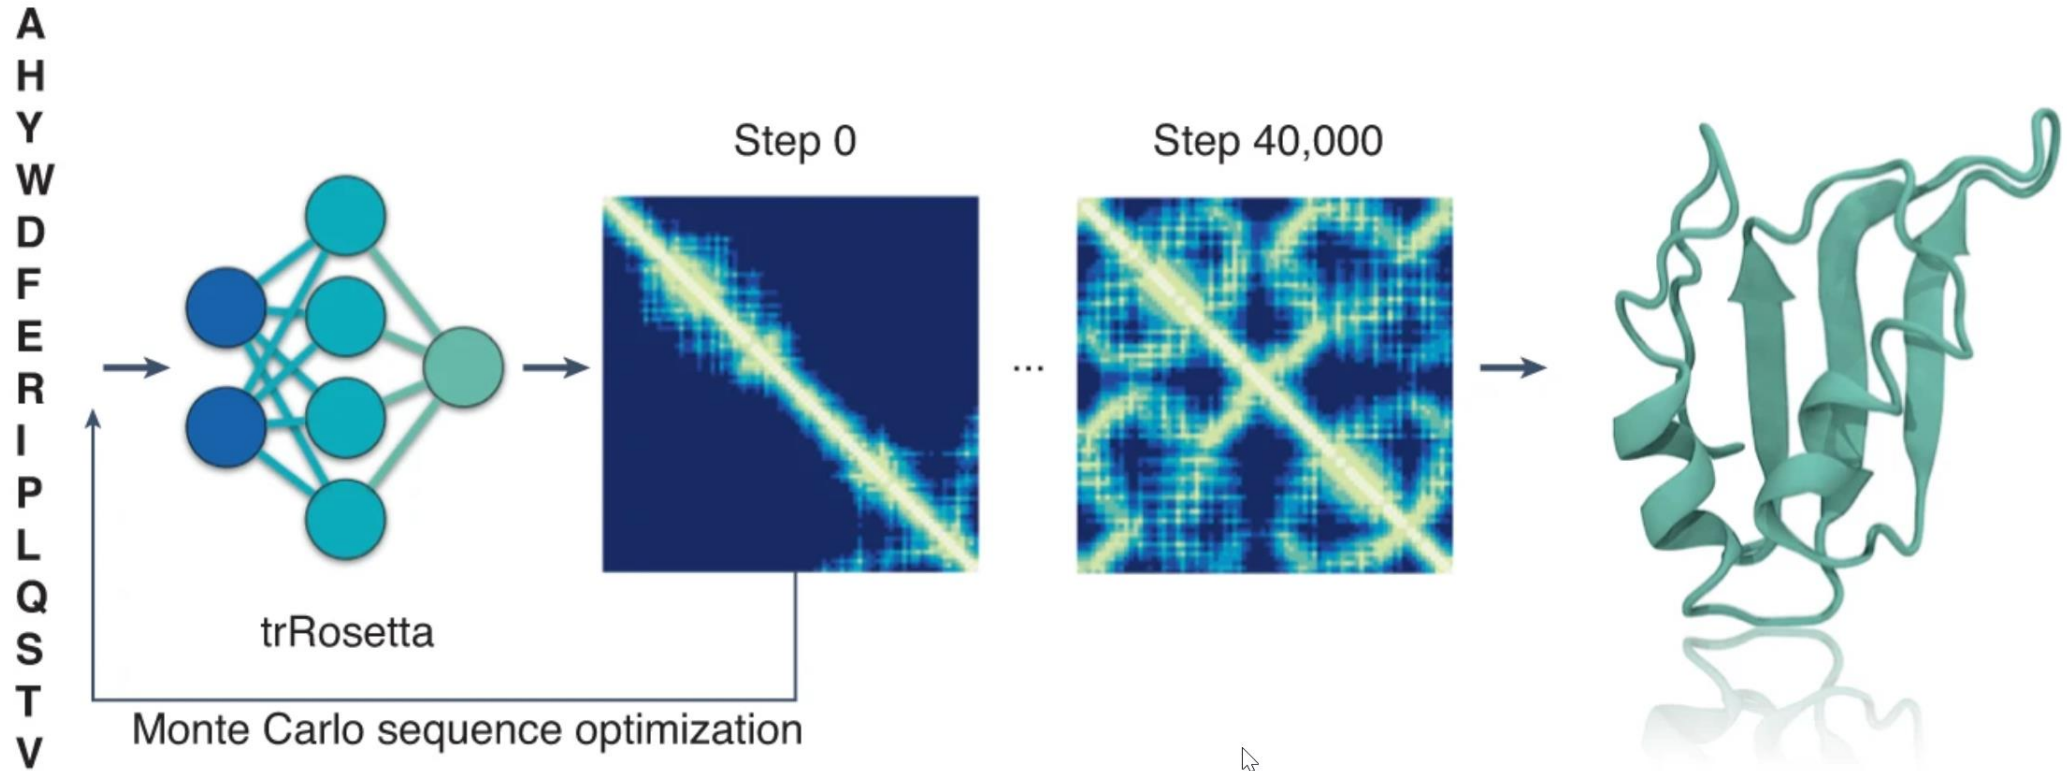 A
H
Y
W
D
F
E
R
I
P
L
Q
S
T
V
Step 0
Step 40,000
...
trRosetta
Monte Carlo sequence optimization